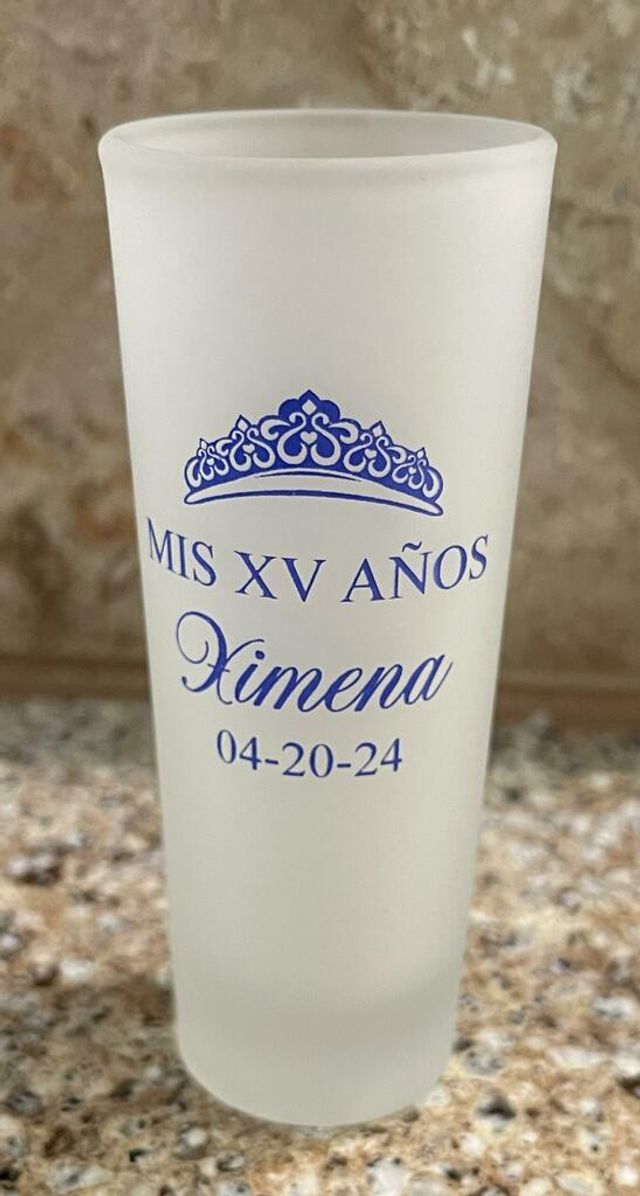 MIS XV AÑOS
Ximena
04-20-24